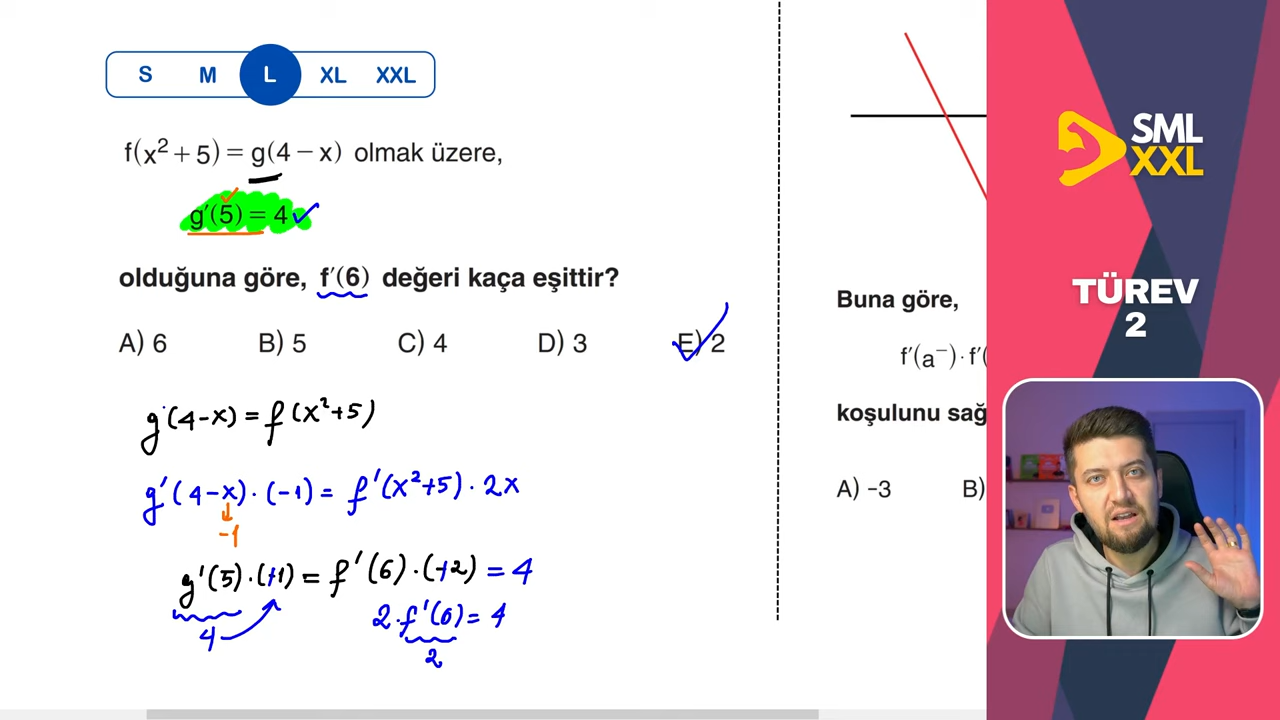 S M L XL XXL
f(x² + 5) = g(4 − x) olmak üzere,
g'(5) = 4
olduğuna göre, f'(6) değeri kaça eşittir?
A) 6 B) 5 C) 4 D) 3 E) 2
g(4-x) = f(x²+5)
g'(4-x)·(-1) = f'(x²+5)·2x
-1
g'(5)·(+1) = f'(6)·(+2) = 4
4
2·f'(6) = 4
2
Buna göre,
f'(a⁻)·f'(
koşulunu sağ
A) -3 B)
SML
XXL
TÜREV
2